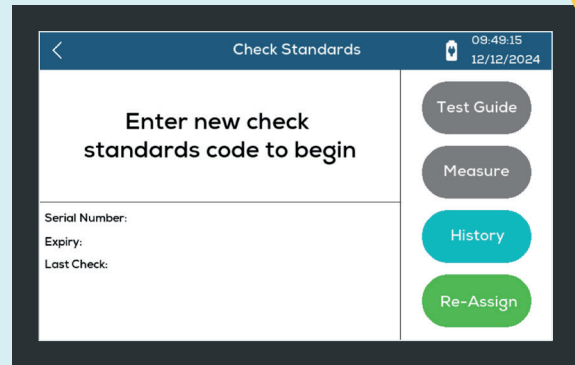 Check Standards
09:49:15
12/12/2024
Enter new check
standards code to begin
Serial Number:
Expiry:
Last Check:
Test Guide
Measure
History
Re-Assign